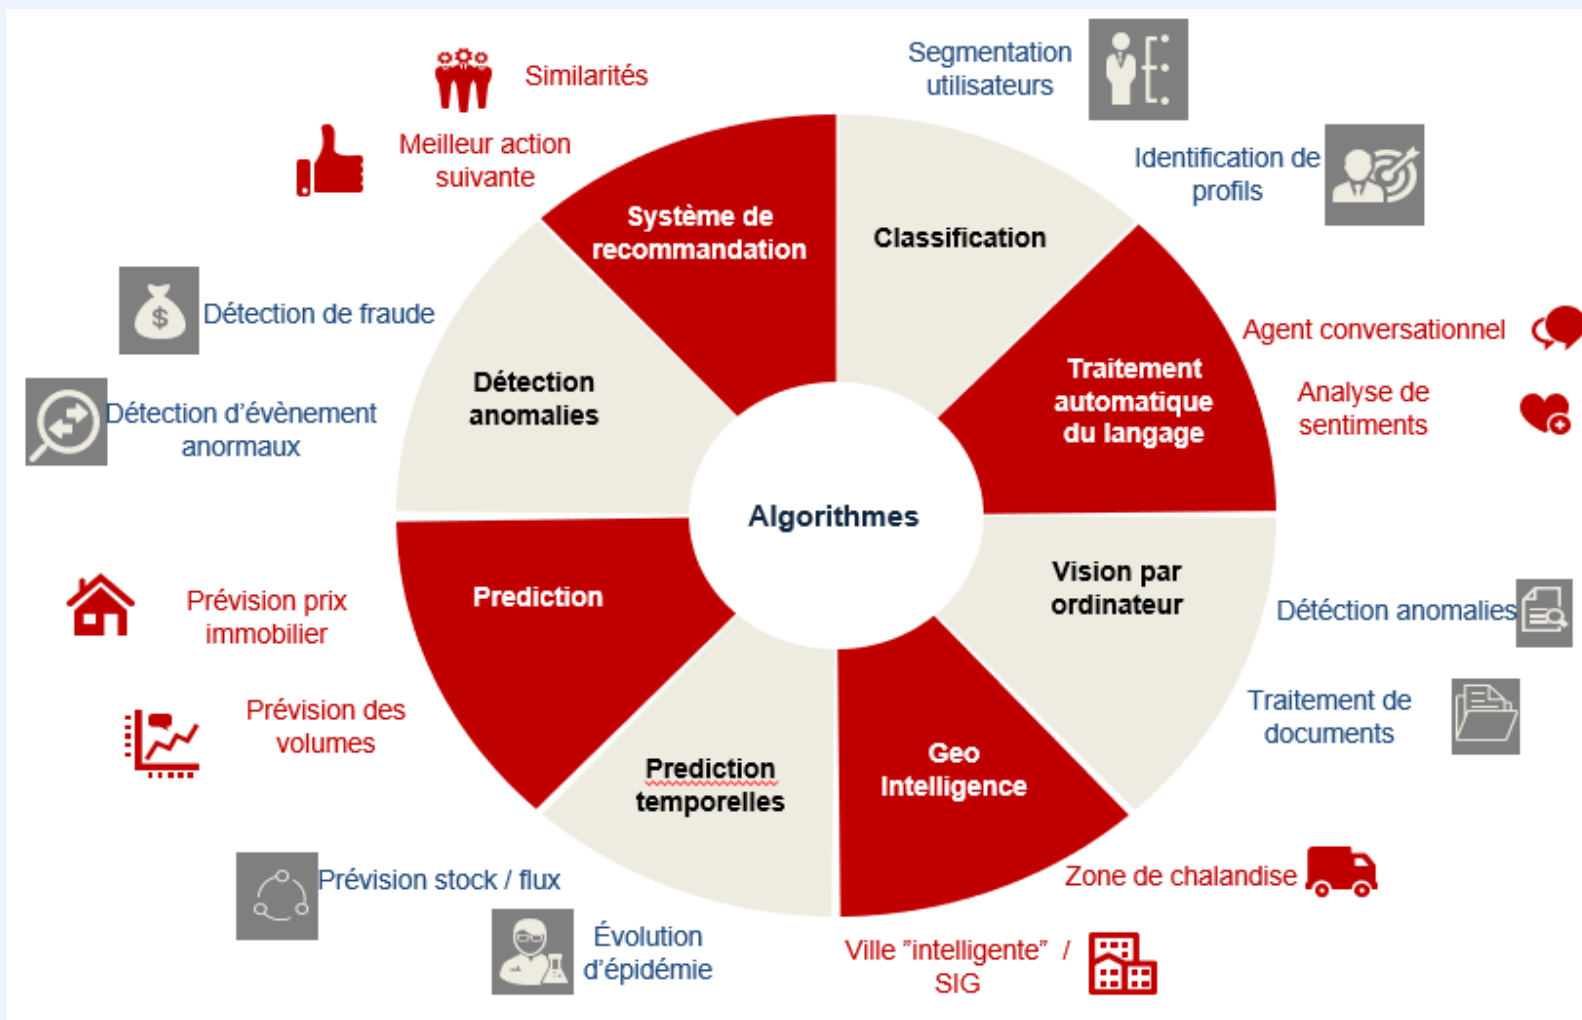 Similarités
Meilleur action
suivante
Segmentation
utilisateurs
Identification de
profils
Système de
recommandation
Classification
Détection de fraude
Détection d’évènement
anormaux
Détection
anomalies
Traitement
automatique
du langage
Agent conversationnel
Analyse de
sentiments
Algorithmes
Prévision prix
immobilier
Prévision des
volumes
Prediction
Vision par
ordinateur
Détéction anomalies
Traitement de
documents
Prediction
temporelles
Geo
Intelligence
Prévision stock / flux
Évolution
d’épidémie
Zone de chalandise
Ville ”intelligente” /
SIG
$